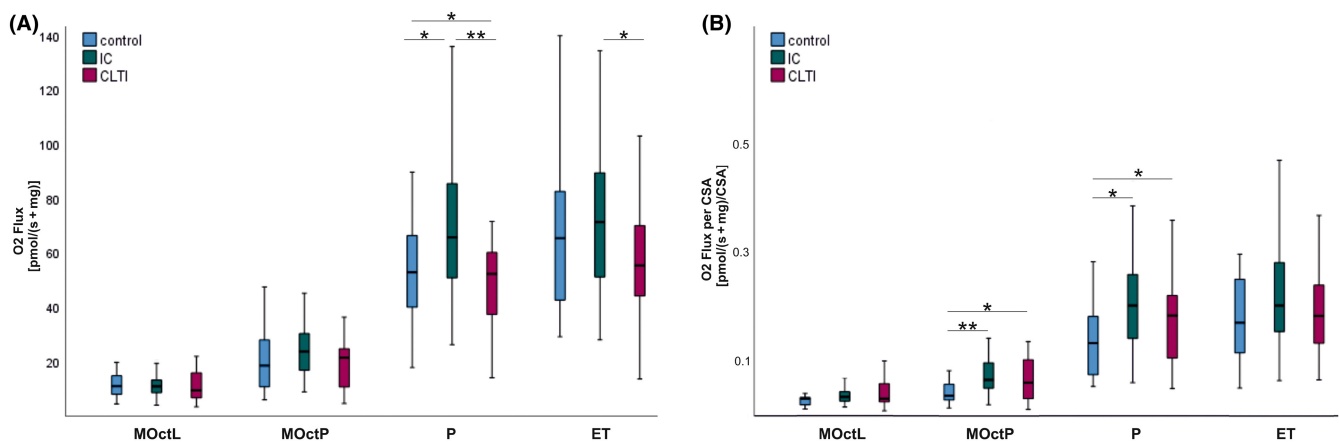 (A)
control
IC
CLTI
O2 Flux
[pmol/(s + mg)]
140
120
100
80
60
40
20
*
*
**
*
MOctL
MOctP
P
ET
(B)
control
IC
CLTI
O2 Flux per CSA
[pmol/(s + mg)/CSA]
0.5
0.3
0.1
*
**
*
*
MOctL
MOctP
P
ET